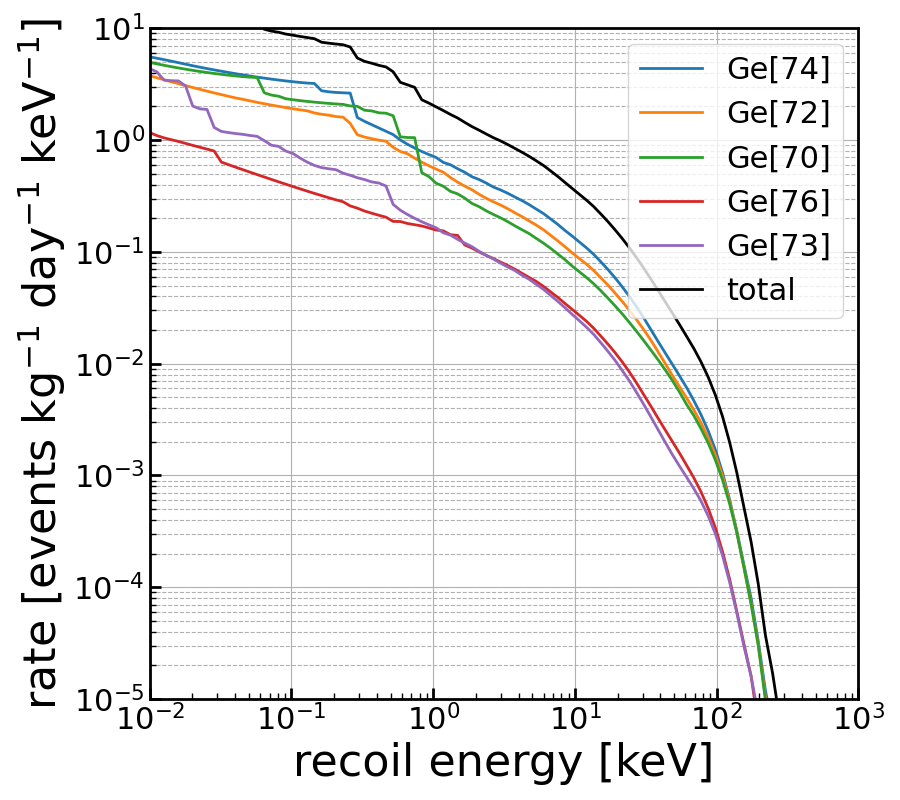 rate [events kg⁻¹ day⁻¹ keV⁻¹]
10¹
10⁰
10⁻¹
10⁻²
10⁻³
10⁻⁴
10⁻⁵
Ge[74]
Ge[72]
Ge[70]
Ge[76]
Ge[73]
total
10⁻² 10⁻¹ 10⁰ 10¹ 10² 10³
recoil energy [keV]